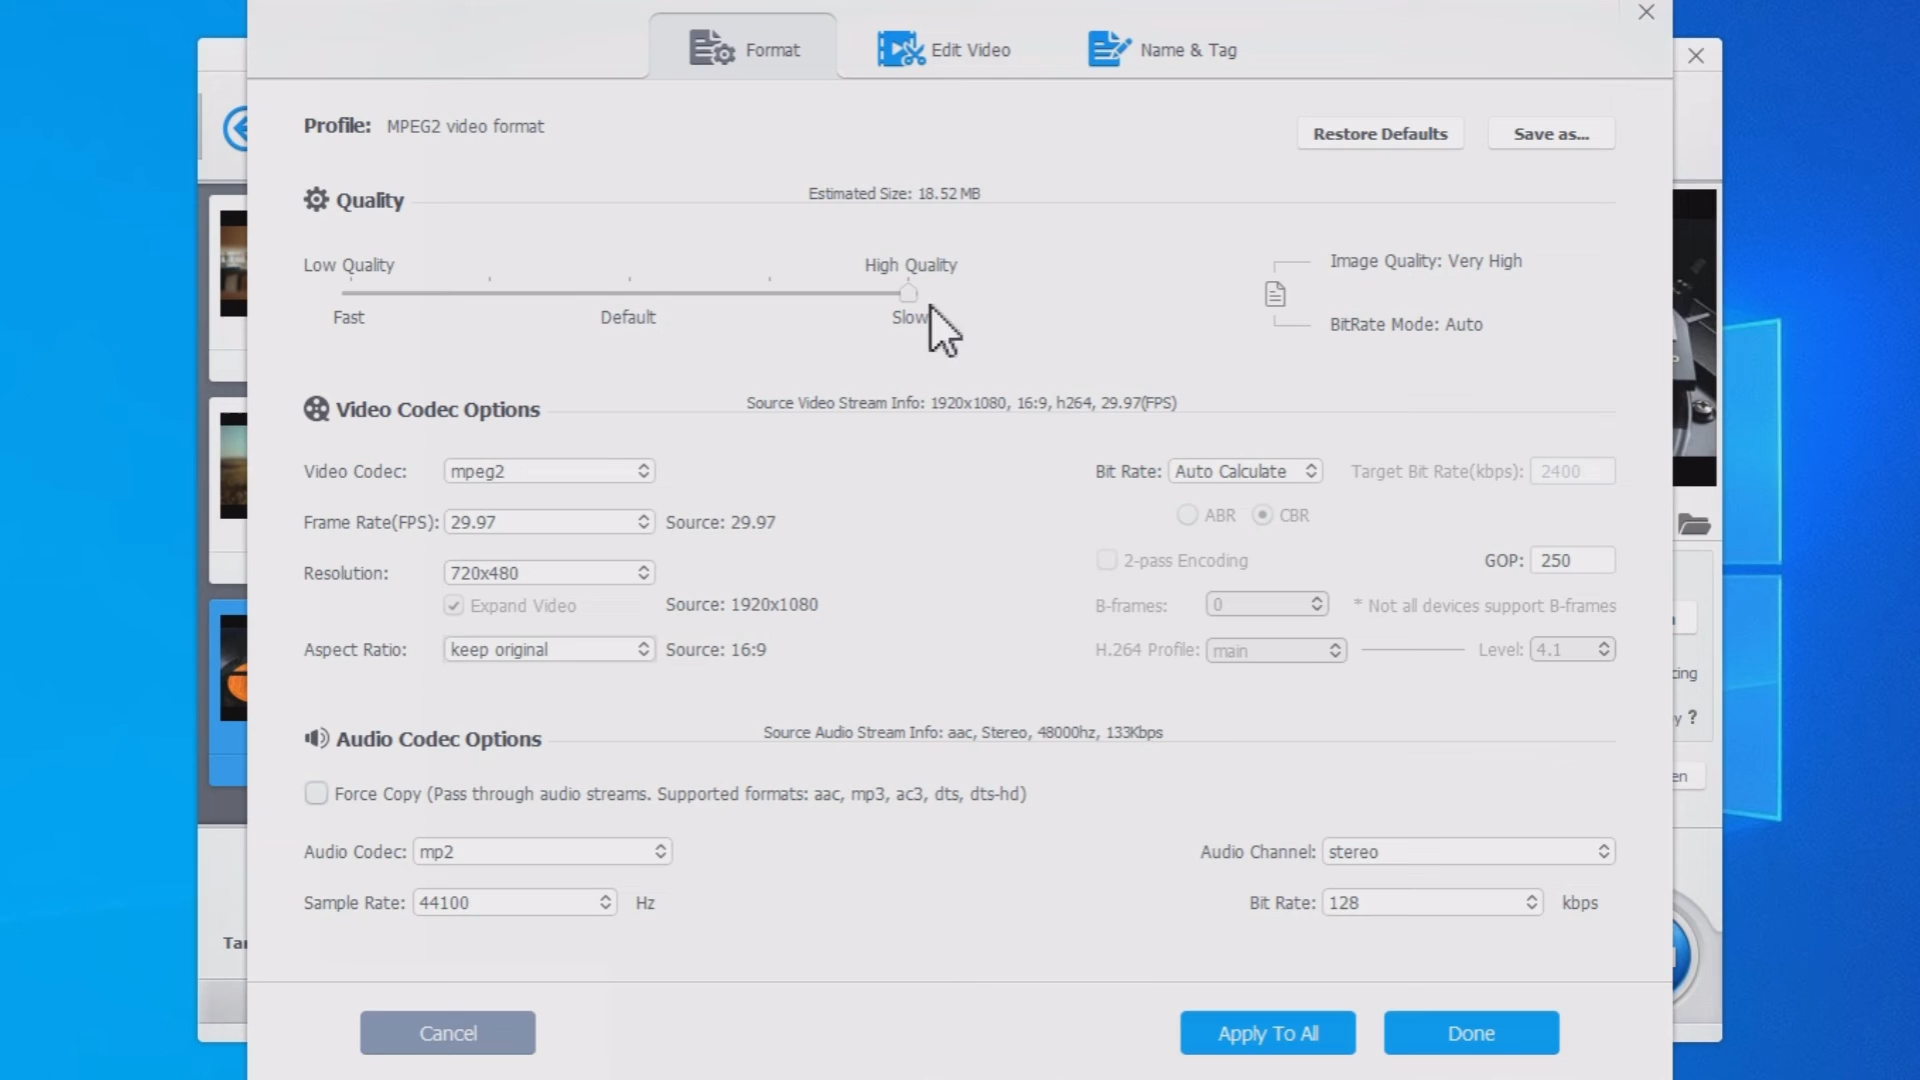 Format
Edit Video
Name & Tag
Profile: MPEG2 video format
Restore Defaults
Save as...
Quality
Estimated Size: 18.52 MB
Low Quality
High Quality
Fast
Default
Slow
Image Quality: Very High
BitRate Mode: Auto
Video Codec Options
Source Video Stream Info: 1920x1080, 16:9, h264, 29.97(FPS)
Video Codec: mpeg2
Bit Rate: Auto Calculate
Target Bit Rate(kbps): 2400
ABR
CBR
Frame Rate(FPS): 29.97
Source: 29.97
2-pass Encoding
GOP: 250
Resolution: 720x480
Expand Video
Source: 1920x1080
B-frames: 0
* Not all devices support B-frames
Aspect Ratio: keep original
Source: 16:9
H.264 Profile: main
Level: 4.1
Audio Codec Options
Source Audio Stream Info: aac, Stereo, 48000hz, 133Kbps
Force Copy (Pass through audio streams. Supported formats: aac, mp3, ac3, dts, dts-hd)
Audio Codec: mp2
Audio Channel: stereo
Sample Rate: 44100 Hz
Bit Rate: 128 kbps
Cancel
Apply To All
Done